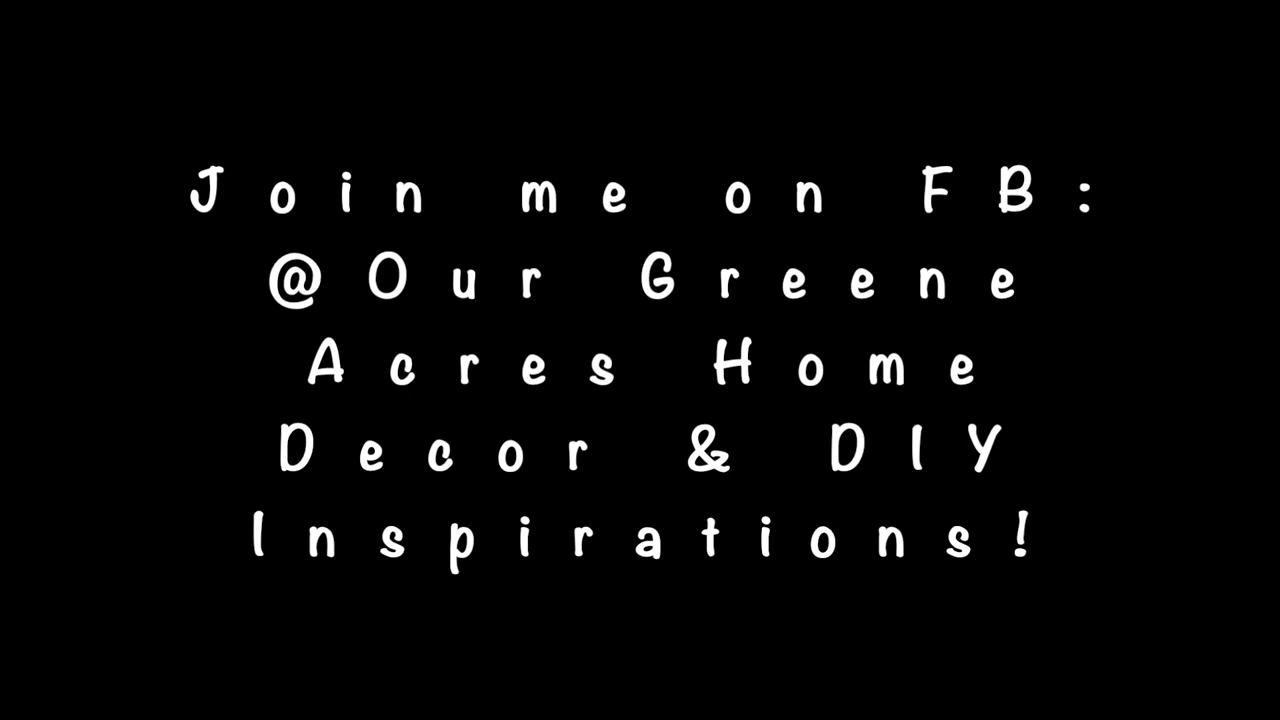 Join me on FB:
@Our Greene
Acres Home
Decor & DIY
Inspirations!